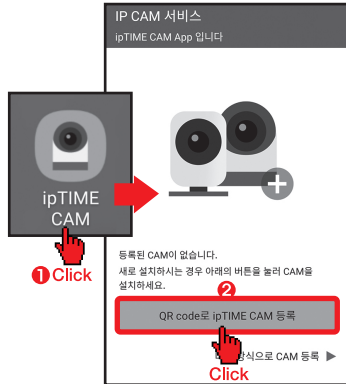 IP CAM 서비스
ipTIME CAM App 입니다
ipTIME
CAM
❶ Click
등록된 CAM이 없습니다.
새로 설치하시는 경우 아래의 버튼을 눌러 CAM을
설치하세요.
❷
QR code로 ipTIME CAM 등록
방식으로 CAM 등록 ▶
Click